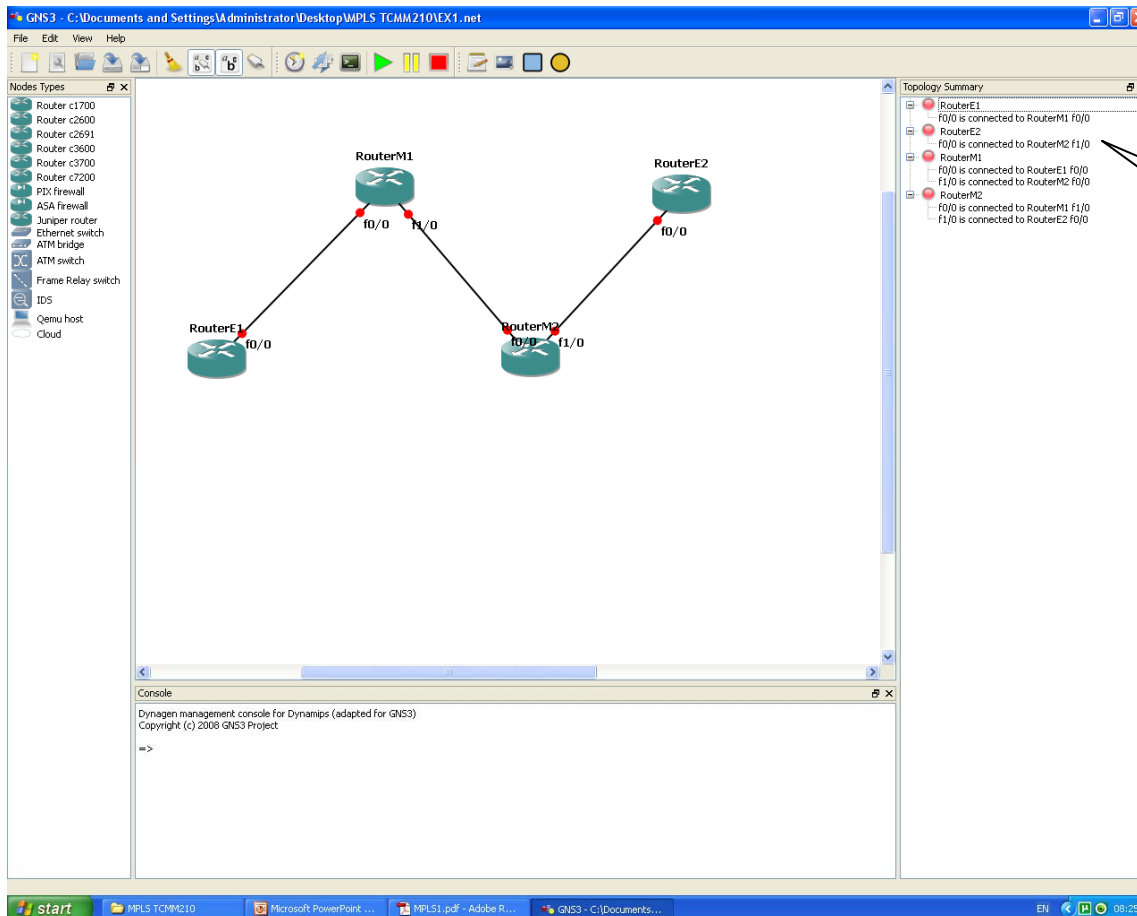 GNS3 - C:\Documents and Settings\Administrator\Desktop\MPLS TCMM210\EX1.net
File Edit View Help
Nodes Types
Router c1700
Router c2600
Router c2691
Router c3600
Router c3700
Router c7200
PIX firewall
ASA firewall
Juniper router
Ethernet switch
ATM bridge
ATM switch
Frame Relay switch
IDS
Qemu host
Cloud
RouterM1
f0/0
f1/0
RouterE2
f0/0
RouterE1
f0/0
RouterM2
f0/0
f1/0
Topology Summary
RouterE1
f0/0 is connected to RouterM1 f0/0
RouterE2
f0/0 is connected to RouterM2 f1/0
RouterM1
f0/0 is connected to RouterE1 f0/0
f1/0 is connected to RouterM2 f0/0
RouterM2
f0/0 is connected to RouterM1 f1/0
f1/0 is connected to RouterE2 f0/0
Console
Dynagen management console for Dynamips (adapted for GNS3)
Copyright (c) 2008 GNS3 Project
=>
start
MPLS TCMM210
Microsoft PowerPoint ...
MPLS1.pdf - Adobe R...
GNS3 - C:\Documents...
EN
08:25